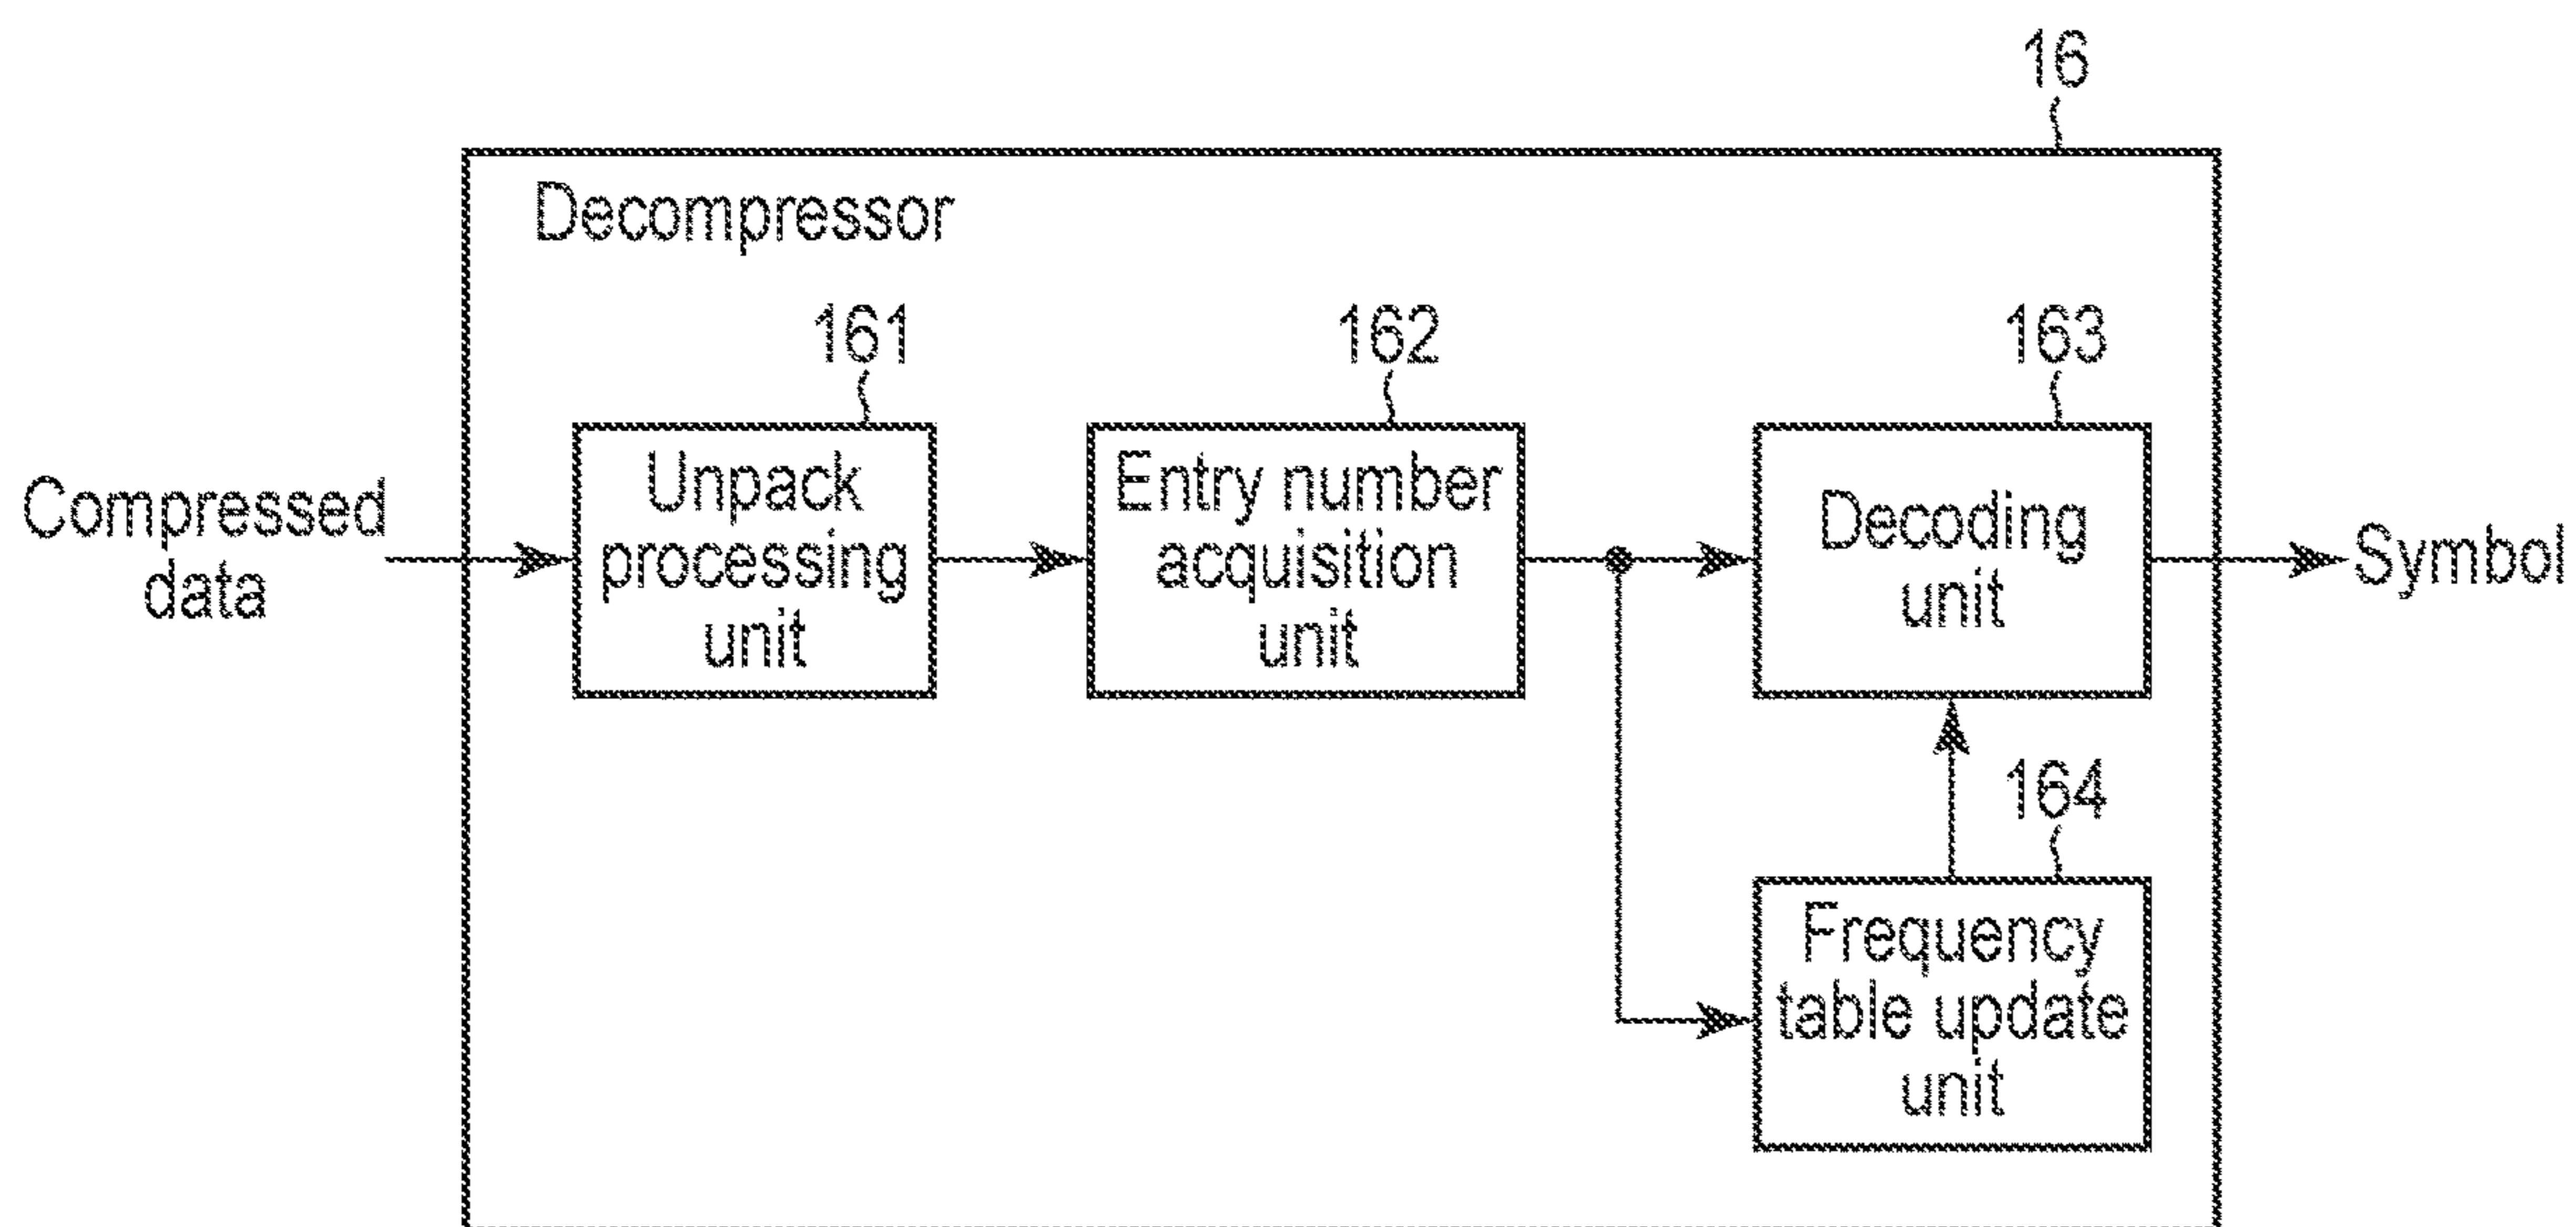 16
Decompressor
161
162
163
Compressed
data
Unpack
processing
unit
Entry number
acquisition
unit
Decoding
unit
Symbol
164
Frequency
table update
unit